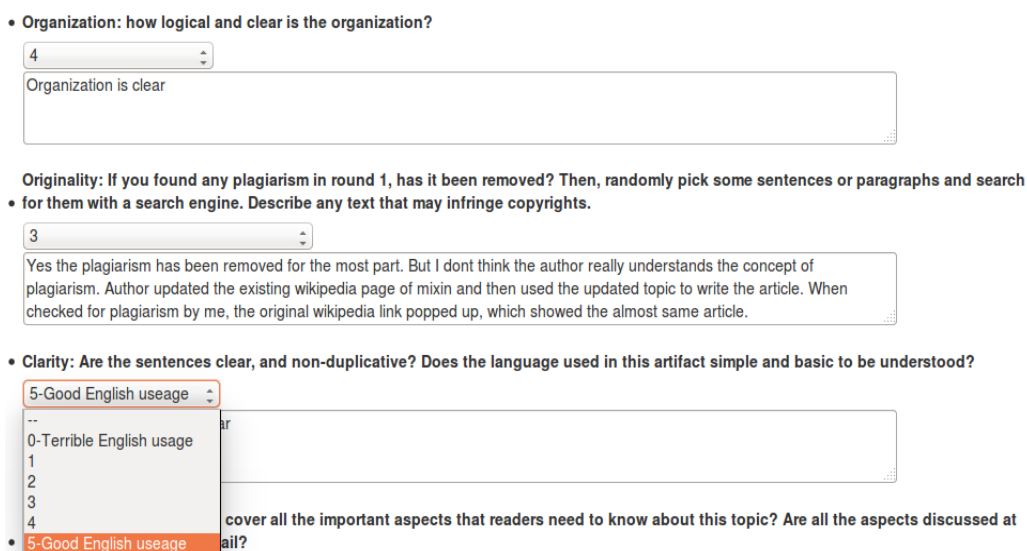 Organization: how logical and clear is the organization?
4
Organization is clear
Originality: If you found any plagiarism in round 1, has it been removed? Then, randomly pick some sentences or paragraphs and search
for them with a search engine. Describe any text that may infringe copyrights.
3
Yes the plagiarism has been removed for the most part. But I dont think the author really understands the concept of
plagiarism. Author updated the existing wikipedia page of mixin and then used the updated topic to write the article. When
checked for plagiarism by me, the original wikipedia link popped up, which showed the almost same article.
Clarity: Are the sentences clear, and non-duplicative? Does the language used in this artifact simple and basic to be understood?
5-Good English useage
--
0-Terrible English usage
1
2
3
4
5-Good English useage
cover all the important aspects that readers need to know about this topic? Are all the aspects discussed at